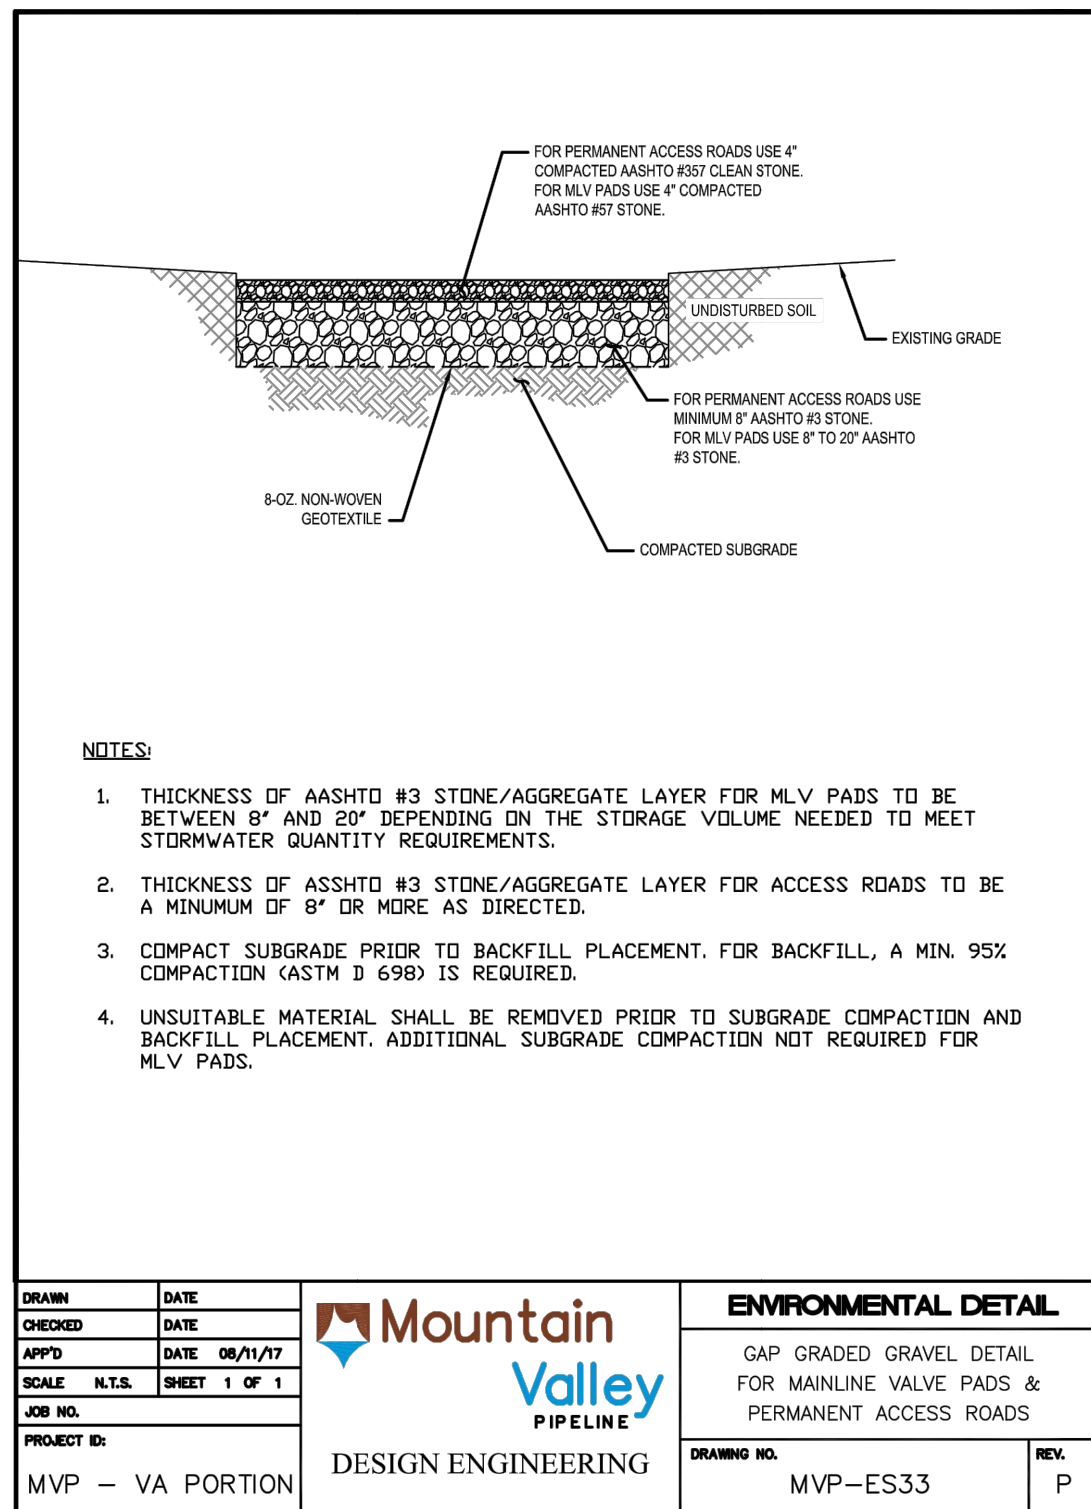 FOR PERMANENT ACCESS ROADS USE 4"
COMPACTED AASHTO #357 CLEAN STONE.
FOR MLV PADS USE 4" COMPACTED
AASHTO #57 STONE.
UNDISTURBED SOIL
EXISTING GRADE
FOR PERMANENT ACCESS ROADS USE
MINIMUM 8" AASHTO #3 STONE.
FOR MLV PADS USE 8" TO 20" AASHTO
#3 STONE.
8-OZ. NON-WOVEN
GEOTEXTILE
COMPACTED SUBGRADE
NOTES:
1. THICKNESS OF AASHTO #3 STONE/AGGREGATE LAYER FOR MLV PADS TO BE
BETWEEN 8" AND 20" DEPENDING ON THE STORAGE VOLUME NEEDED TO MEET
STORMWATER QUANTITY REQUIREMENTS.
2. THICKNESS OF ASSHTO #3 STONE/AGGREGATE LAYER FOR ACCESS ROADS TO BE
A MINUMUM OF 8" OR MORE AS DIRECTED.
3. COMPACT SUBGRADE PRIOR TO BACKFILL PLACEMENT. FOR BACKFILL, A MIN. 95%
COMPACTION (ASTM D 698) IS REQUIRED.
4. UNSUITABLE MATERIAL SHALL BE REMOVED PRIOR TO SUBGRADE COMPACTION AND
BACKFILL PLACEMENT. ADDITIONAL SUBGRADE COMPACTION NOT REQUIRED FOR
MLV PADS.
DRAWN DATE
CHECKED DATE
APP'D DATE 08/11/17
SCALE N.T.S. SHEET 1 OF 1
JOB NO.
PROJECT ID:
MVP - VA PORTION
Mountain
Valley
PIPELINE
DESIGN ENGINEERING
ENVIRONMENTAL DETAIL
GAP GRADED GRAVEL DETAIL
FOR MAINLINE VALVE PADS &
PERMANENT ACCESS ROADS
DRAWING NO. REV.
MVP-ES33 P